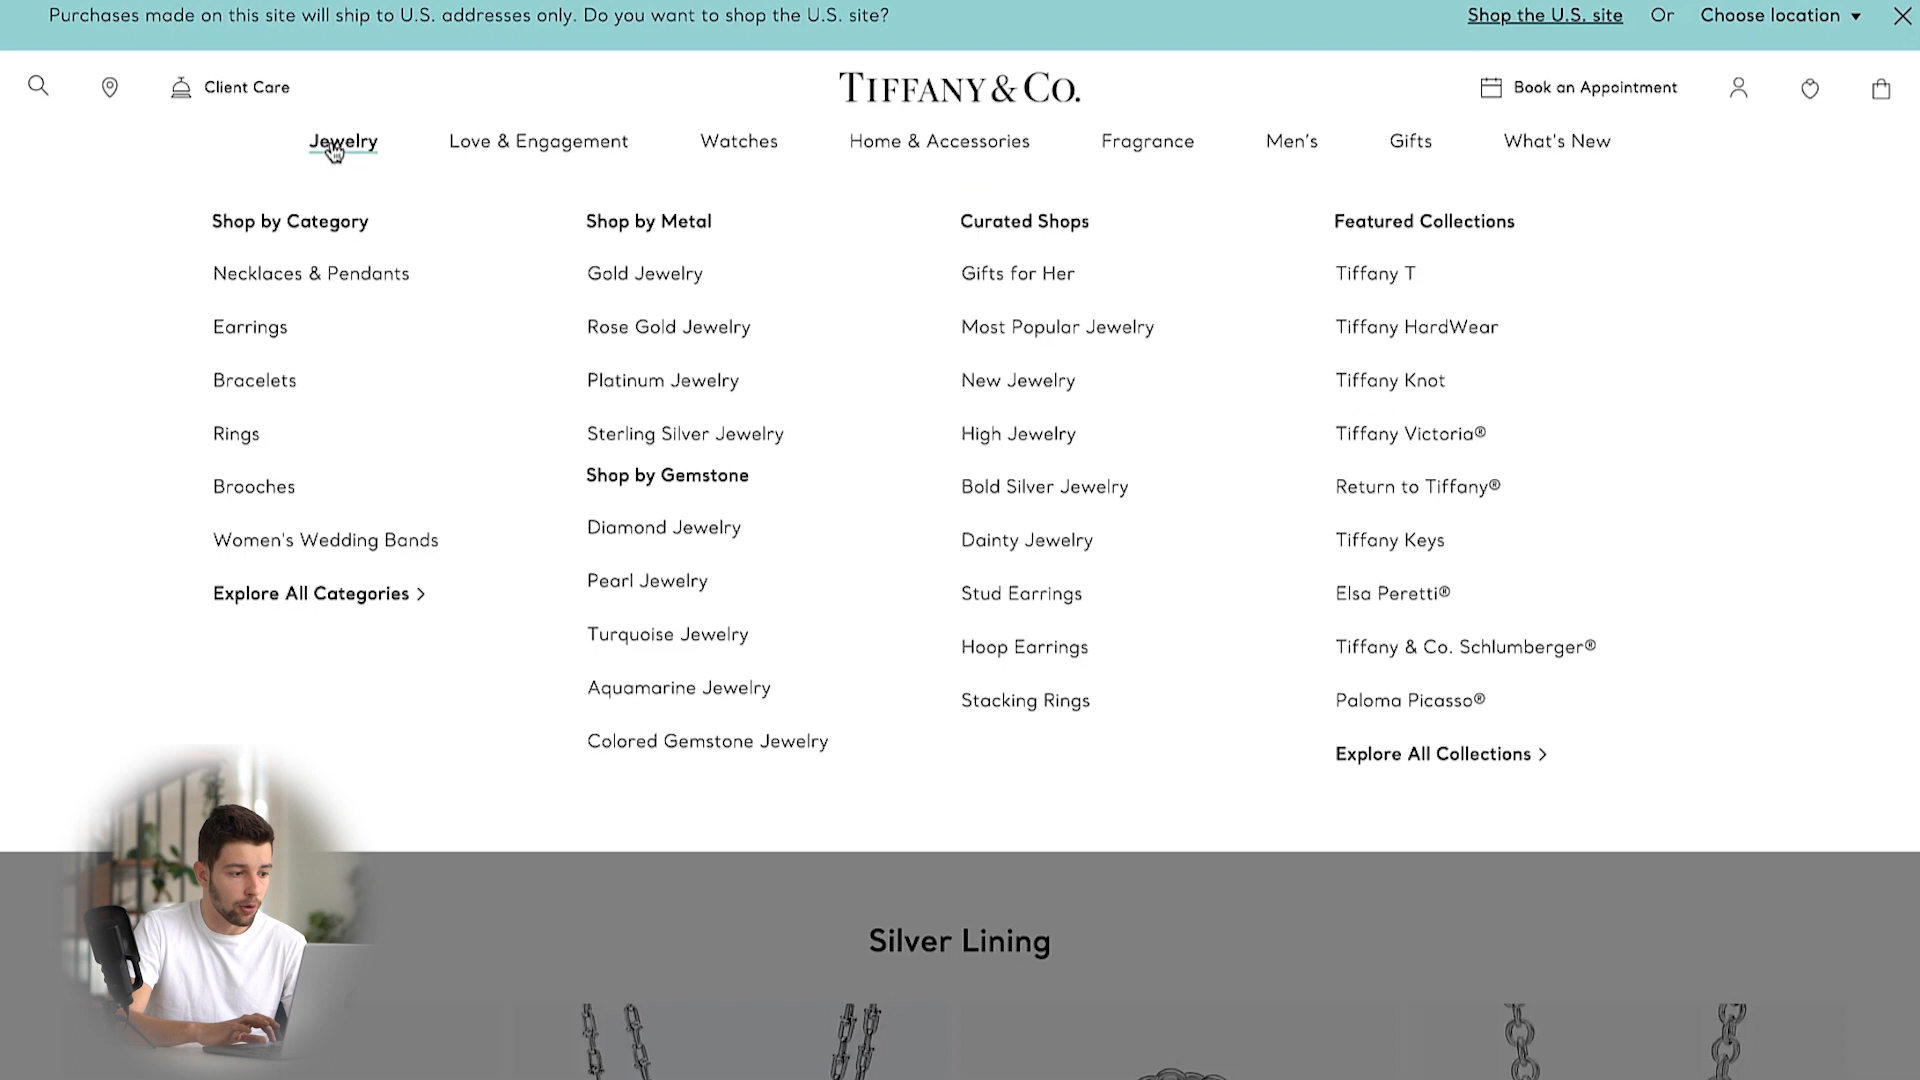 Purchases made on this site will ship to U.S. addresses only. Do you want to shop the U.S. site?
Shop the U.S. site Or Choose location
Client Care
TIFFANY & CO.
Book an Appointment
Jewelry Love & Engagement Watches Home & Accessories Fragrance Men's Gifts What's New
Shop by Category
Necklaces & Pendants
Earrings
Bracelets
Rings
Brooches
Women's Wedding Bands
Explore All Categories >
Shop by Metal
Gold Jewelry
Rose Gold Jewelry
Platinum Jewelry
Sterling Silver Jewelry
Shop by Gemstone
Diamond Jewelry
Pearl Jewelry
Turquoise Jewelry
Aquamarine Jewelry
Colored Gemstone Jewelry
Curated Shops
Gifts for Her
Most Popular Jewelry
New Jewelry
High Jewelry
Bold Silver Jewelry
Dainty Jewelry
Stud Earrings
Hoop Earrings
Stacking Rings
Featured Collections
Tiffany T
Tiffany HardWear
Tiffany Knot
Tiffany Victoria®
Return to Tiffany®
Tiffany Keys
Elsa Peretti®
Tiffany & Co. Schlumberger®
Paloma Picasso®
Explore All Collections >
Silver Lining